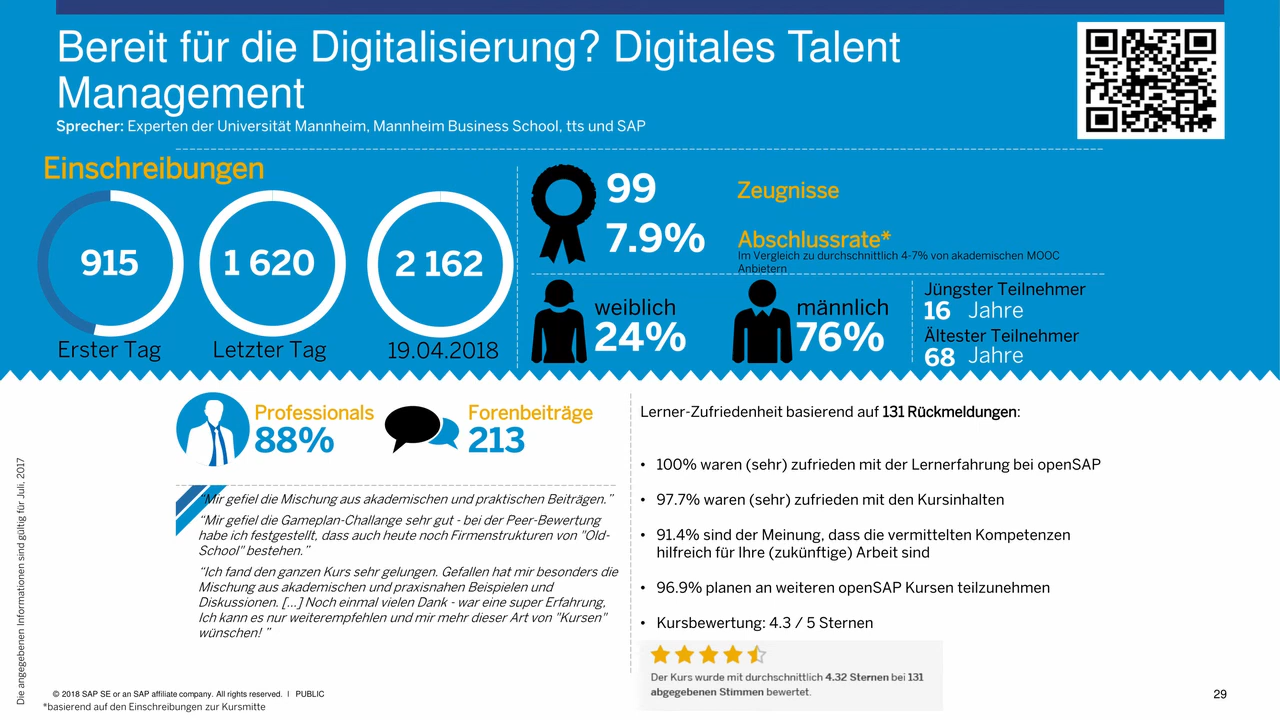 Bereit für die Digitalisierung? Digitales Talent
Management
Sprecher: Experten der Universität Mannheim, Mannheim Business School, tts und SAP
Einschreibungen
915
1 620
2 162
Erster Tag
Letzter Tag
19.04.2018
99
Zeugnisse
7.9%
Abschlussrate*
Im Vergleich zu durchschnittlich 4-7% von akademischen MOOC
Anbietern
weiblich
24%
männlich
76%
Jüngster Teilnehmer
16 Jahre
Ältester Teilnehmer
68 Jahre
Professionals
88%
Forenbeiträge
213
“Mir gefiel die Mischung aus akademischen und praktischen Beiträgen.”
“Mir gefiel die Gameplan-Challange sehr gut - bei der Peer-Bewertung
habe ich festgestellt, dass auch heute noch Firmenstrukturen von "Old-
School" bestehen.”
“Ich fand den ganzen Kurs sehr gelungen. Gefallen hat mir besonders die
Mischung aus akademischen und praxisnahen Beispielen und
Diskussionen. [...] Noch einmal vielen Dank - war eine super Erfahrung,
Ich kann es nur weiterempfehlen und mir mehr dieser Art von "Kursen"
wünschen! ”
Lerner-Zufriedenheit basierend auf 131 Rückmeldungen:
• 100% waren (sehr) zufrieden mit der Lernerfahrung bei openSAP
• 97.7% waren (sehr) zufrieden mit den Kursinhalten
• 91.4% sind der Meinung, dass die vermittelten Kompetenzen
hilfreich für Ihre (zukünftige) Arbeit sind
• 96.9% planen an weiteren openSAP Kursen teilzunehmen
• Kursbewertung: 4.3 / 5 Sternen
Der Kurs wurde mit durchschnittlich 4.32 Sternen bei 131
abgegebenen Stimmen bewertet.
Die angegebenen Informationen sind gültig für Juli, 2017
© 2018 SAP SE or an SAP affiliate company. All rights reserved. | PUBLIC
29
*basierend auf den Einschreibungen zur Kursmitte